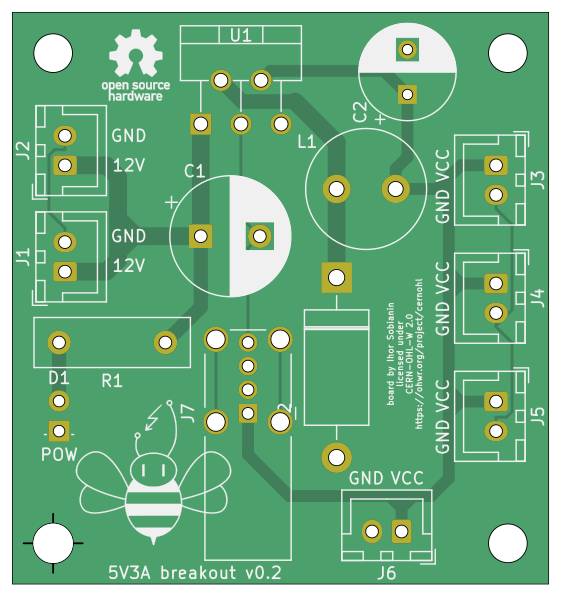 U1
open source
hardware
C2
+
L1
J2
GND
12V
C1
+
VCC
GND
J3
J1
GND
12V
VCC
GND
J4
board by Ihor Sobianin
licensed under
CERN-OHL-W 2.0
https://ohwr.org/project/cernohl
D1
R1
J7
VCC
GND
J5
POW
GND VCC
5V3A breakout v0.2
J6